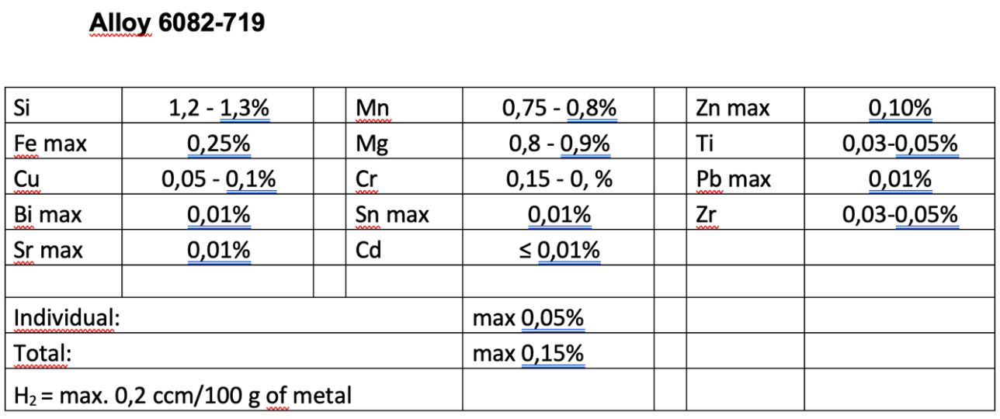 Alloy 6082-719
Si 1,2 - 1,3% Mn 0,75 - 0,8% Zn max 0,10%
Fe max 0,25% Mg 0,8 - 0,9% Ti 0,03-0,05%
Cu 0,05 - 0,1% Cr 0,15 - 0, % Pb max 0,01%
Bi max 0,01% Sn max 0,01% Zr 0,03-0,05%
Sr max 0,01% Cd ≤ 0,01%
Individual: max 0,05%
Total: max 0,15%
H₂ = max. 0,2 ccm/100 g of metal